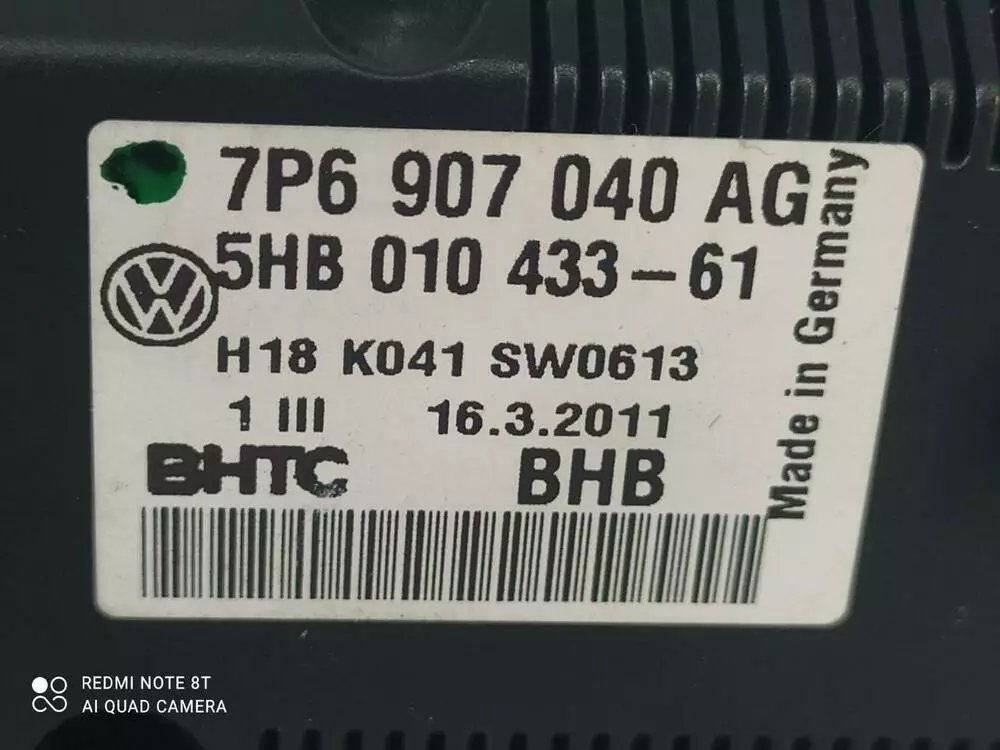 7P6 907 040 AG
5HB 010 433-61
H18 K041 SW0613
1 III 16.3.2011
BHTC BHB
Made in Germany
REDMI NOTE 8T
AI QUAD CAMERA